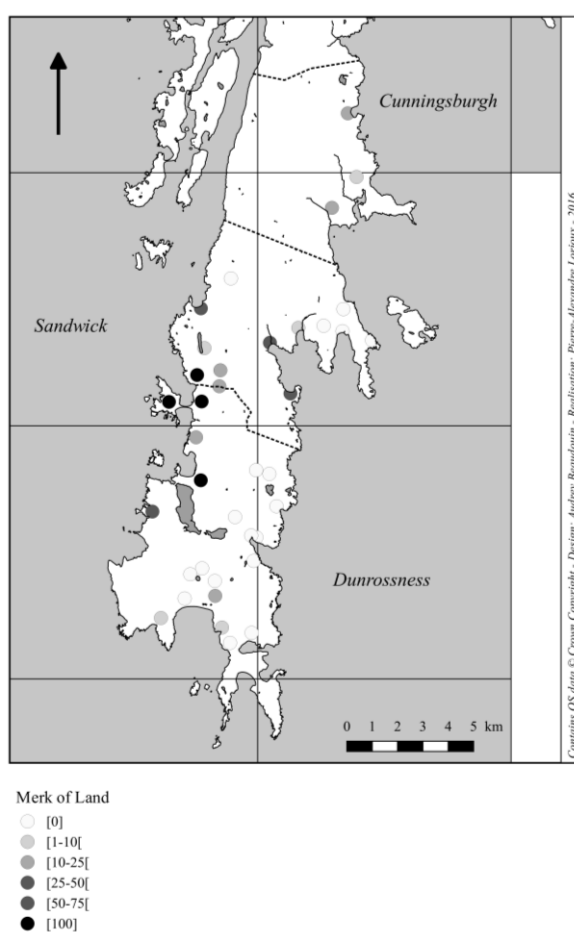 Cunningsburgh
Sandwick
Dunrossness
0 1 2 3 4 5 km
Contains OS data © Crown Copyright - Design: Audrey Beaudouin - Realisation: Pierre-Alexandre Lorioux - 2016
Merk of Land
[0]
[1-10[
[10-25[
[25-50[
[50-75[
[100]